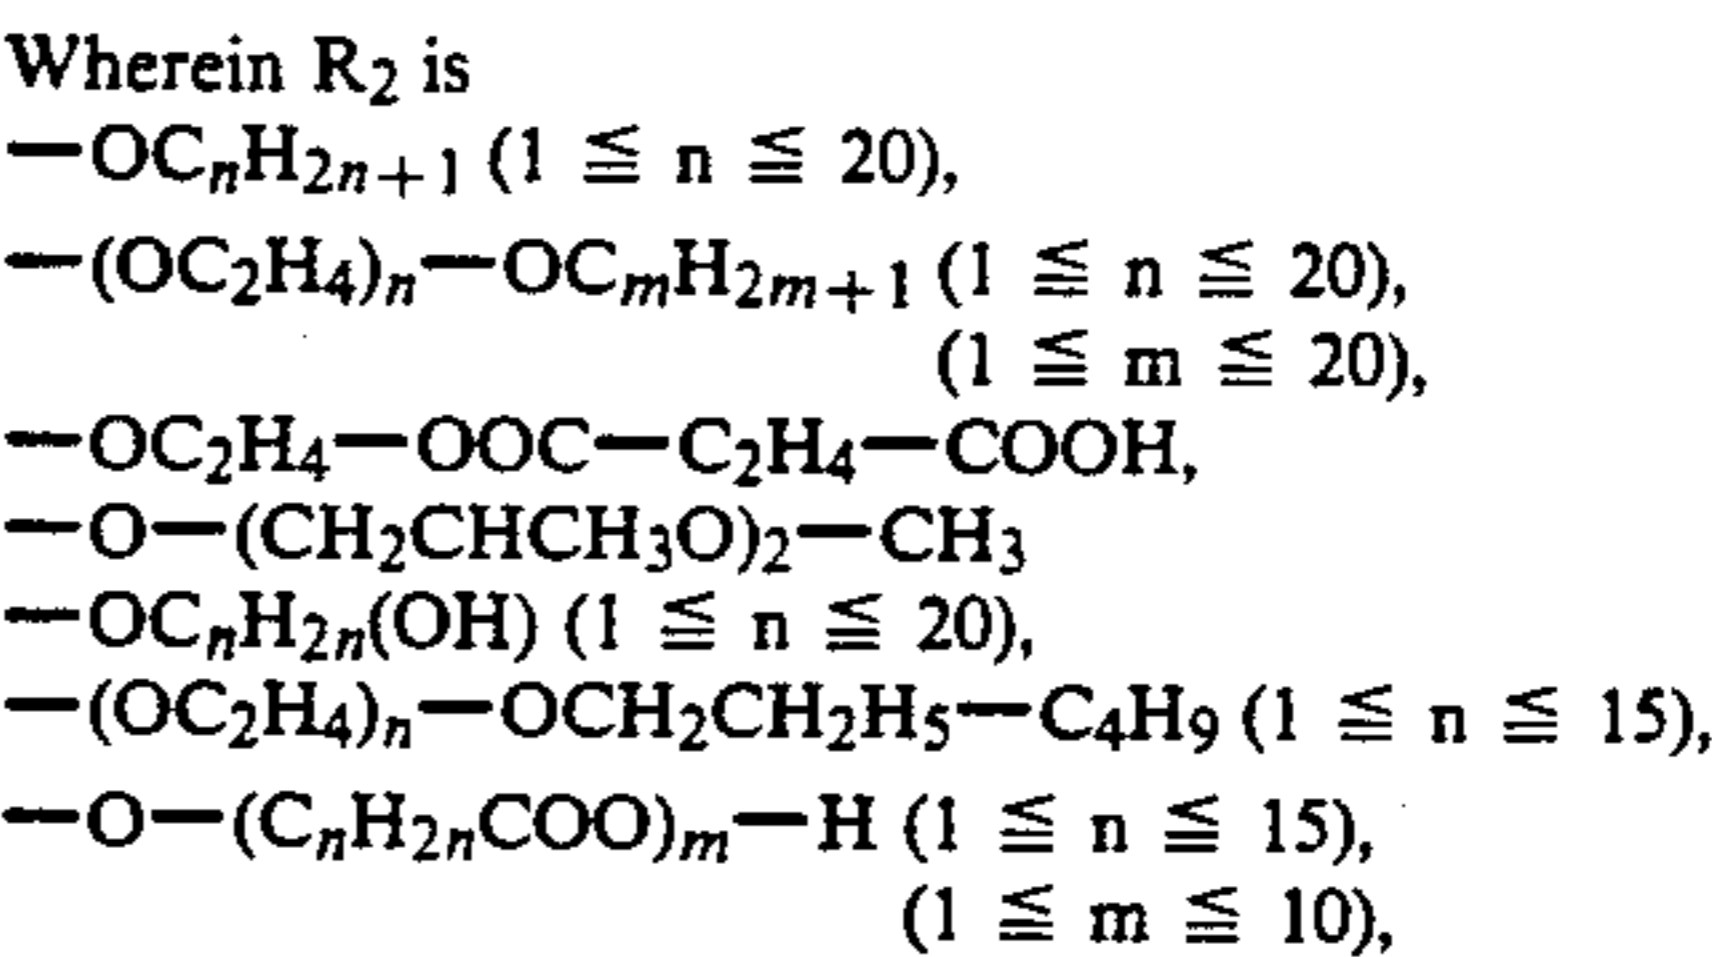 Wherein R₂ is
—OCₙH₂ₙ₊₁ (1 ≦ n ≦ 20),
—(OC₂H₄)ₙ—OCₘH₂ₘ₊₁ (1 ≦ n ≦ 20),
(1 ≦ m ≦ 20),
—OC₂H₄—OOC—C₂H₄—COOH,
—O—(CH₂CHCH₃O)₂—CH₃
—OCₙH₂ₙ(OH) (1 ≦ n ≦ 20),
—(OC₂H₄)ₙ—OCH₂CH₂H₅—C₄H₉ (1 ≦ n ≦ 15),
—O—(CₙH₂ₙCOO)ₘ—H (1 ≦ n ≦ 15),
(1 ≦ m ≦ 10),